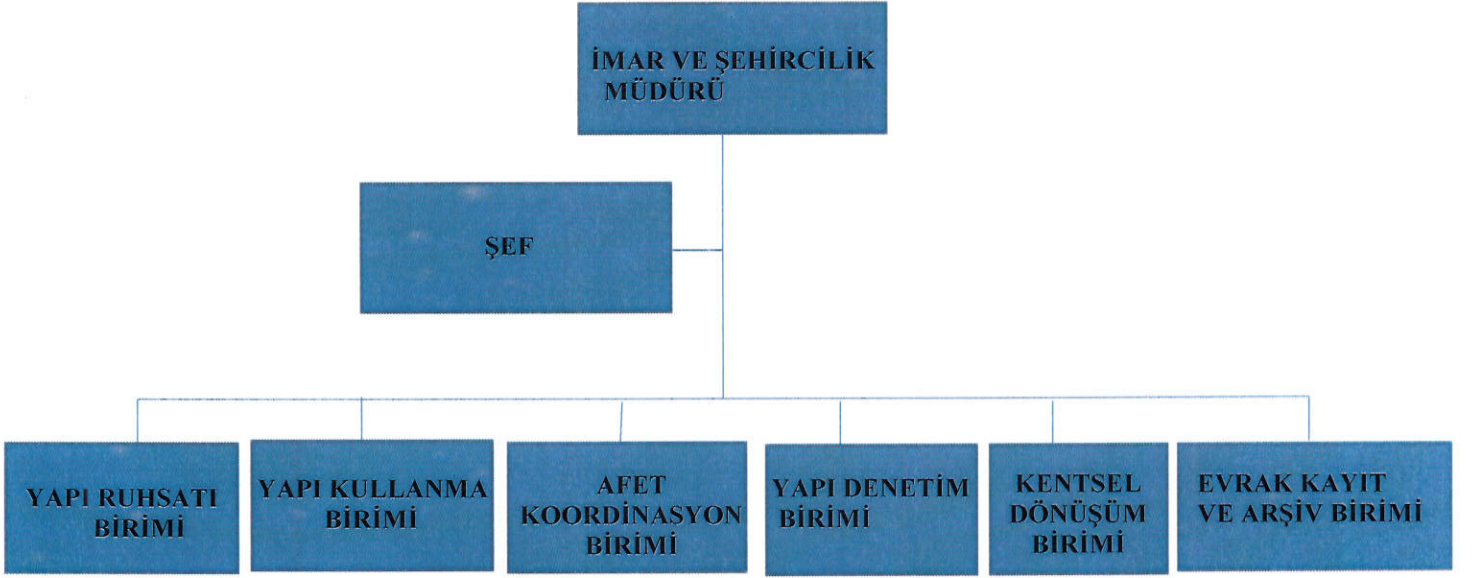 İMAR VE ŞEHİRCİLİK
MÜDÜRÜ
ŞEF
YAPI RUHSATI
BİRİMİ
YAPI KULLANMA
BİRİMİ
AFET
KOORDİNASYON
BİRİMİ
YAPI DENETİM
BİRİMİ
KENTSEL
DÖNÜŞÜM
BİRİMİ
EVRAK KAYIT
VE ARŞİV BİRİMİ